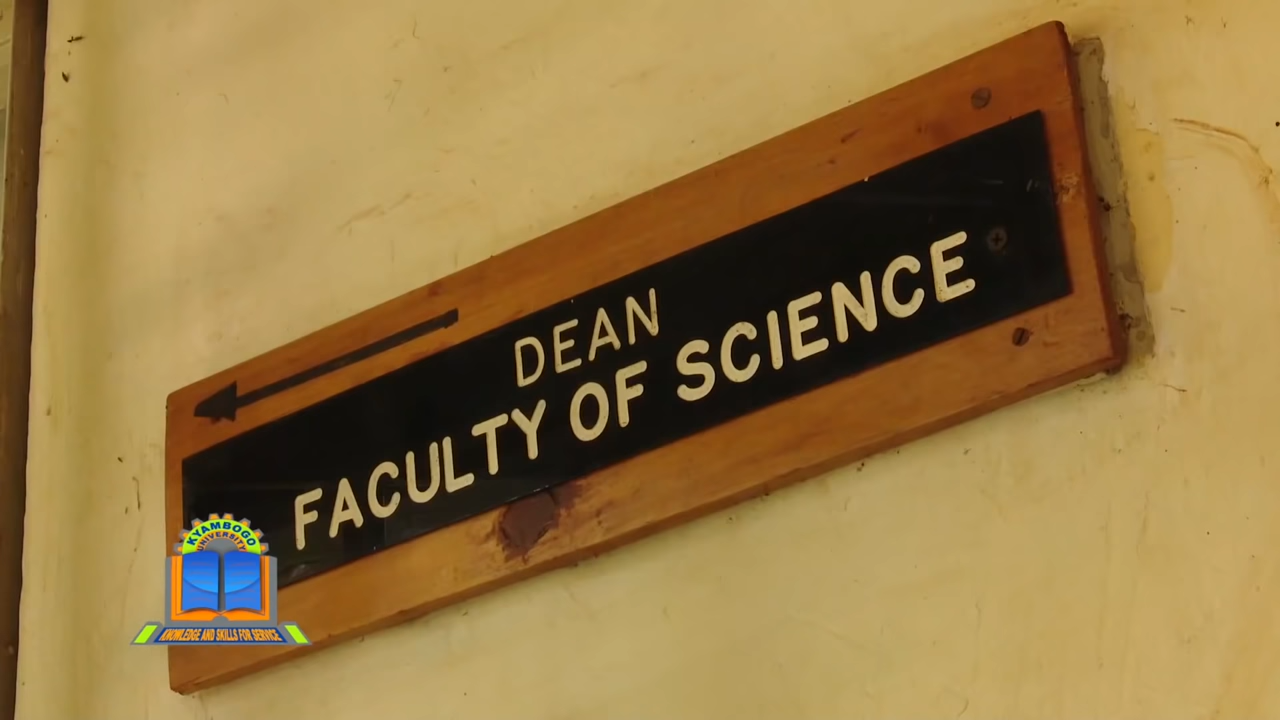 DEAN
FACULTY OF SCIENCE
KYAMBOGO
UNIVERSITY
KNOWLEDGE AND SKILLS FOR SERVICE